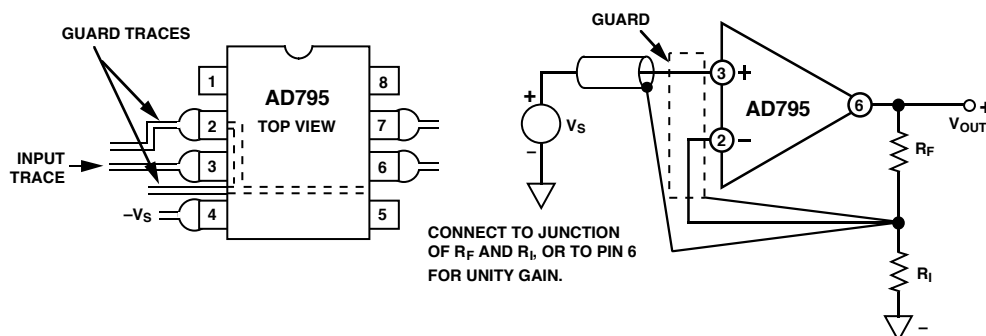 GUARD TRACES
INPUT
TRACE
–VS
1
2
3
4
AD795
TOP VIEW
8
7
6
5
GUARD
+
VS
–
3
+
2
–
AD795
6
+
VOUT
RF
RI
–
CONNECT TO JUNCTION
OF RF AND RI, OR TO PIN 6
FOR UNITY GAIN.